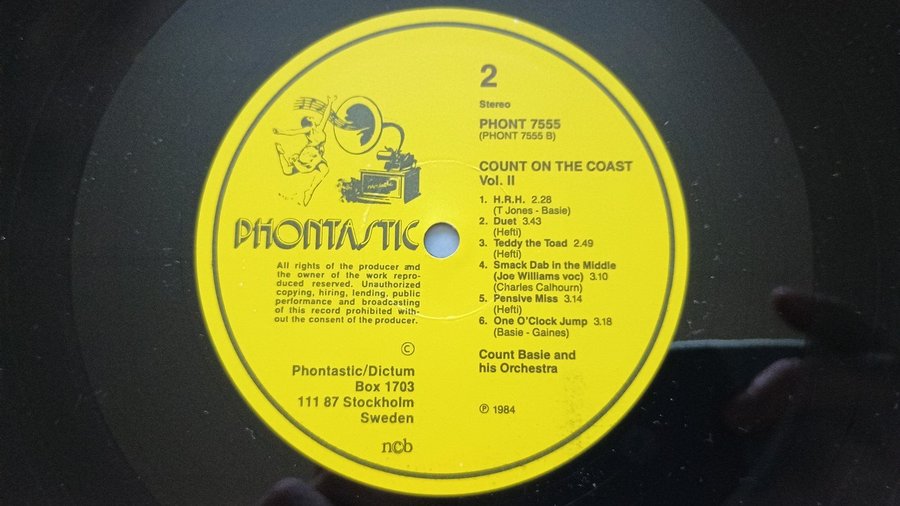 PHONTASTIC
All rights of the producer and
the owner of the work repro-
duced reserved. Unauthorized
copying, hiring, lending, public
performance and broadcasting
of this record prohibited with-
out the consent of the producer.
©
Phontastic/Dictum
Box 1703
111 87 Stockholm
Sweden
ncb
2
Stereo
PHONT 7555
(PHONT 7555 B)
COUNT ON THE COAST
Vol. II
1. H.R.H. 2.28
(T Jones - Basie)
2. Duet 3.43
(Hefti)
3. Teddy the Toad 2.49
(Hefti)
4. Smack Dab in the Middle
(Joe Williams voc) 3.10
(Charles Calhourn)
5. Pensive Miss 3.14
(Hefti)
6. One O'Clock Jump 3.18
(Basie - Gaines)
Count Basie and
his Orchestra
℗ 1984